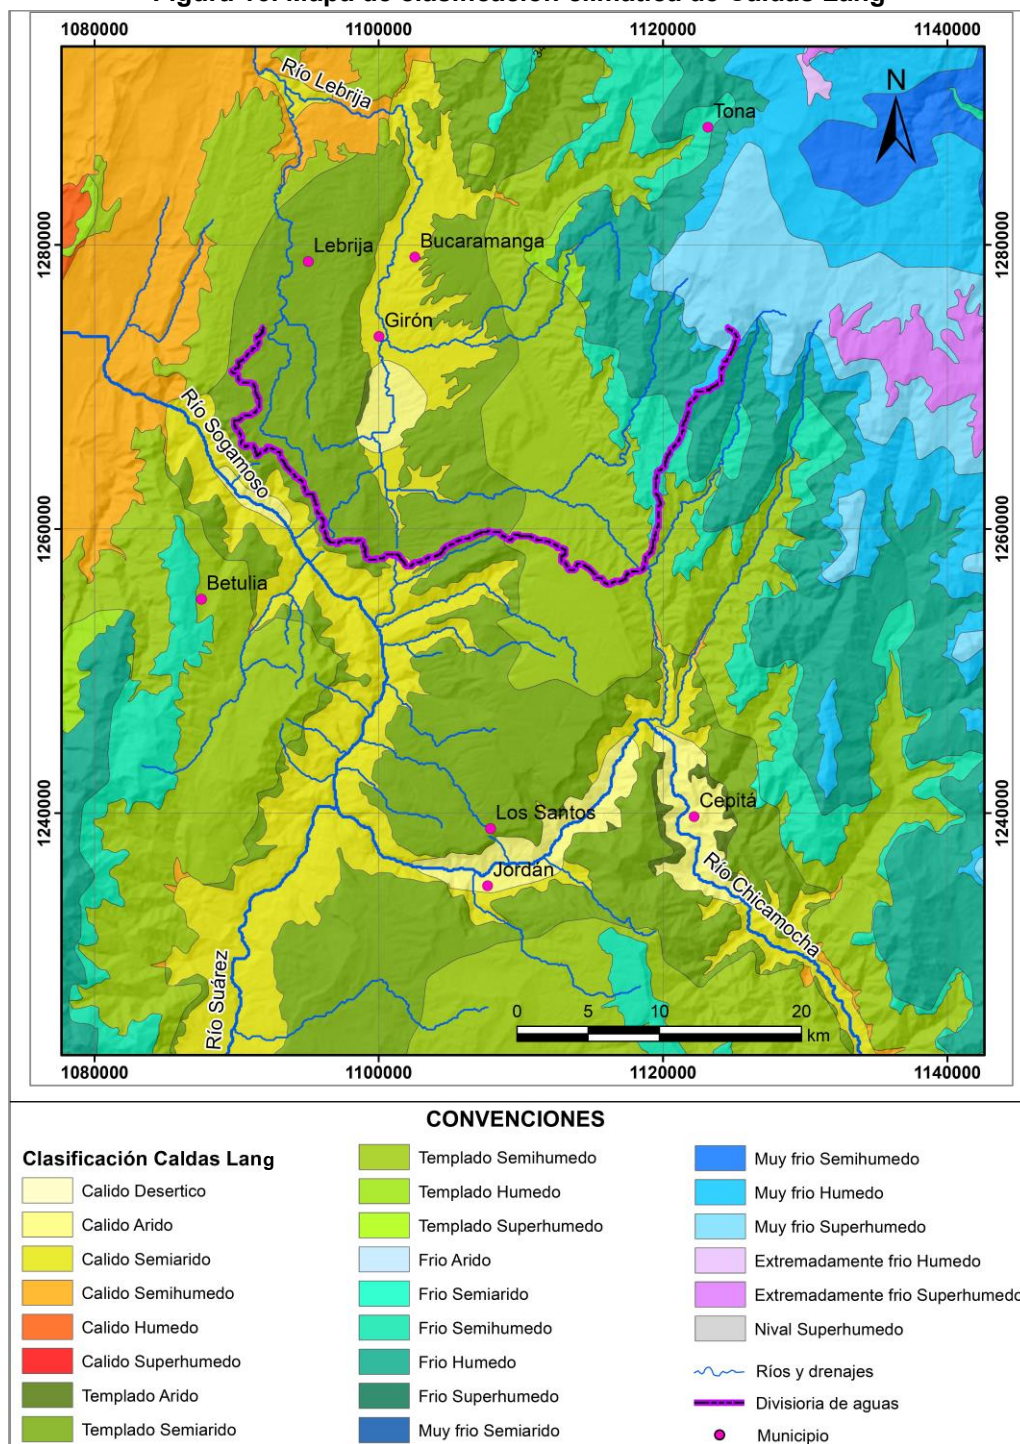 Figura 10. Mapa de clasificación climática de Caldas Lang
1080000 1100000 1120000 1140000
Río Lebrija
N
Tona
1280000 1280000
Lebrija
Bucaramanga
Girón
Río Sogamoso
1260000 1260000
Betulia
1240000 1240000
Los Santos
Cepitá
Jordán
Río Chicamocha
Río Suárez
0 5 10 20
km
1080000 1100000 1120000 1140000
CONVENCIONES
Clasificación Caldas Lang
Calido Desertico
Calido Arido
Calido Semiarido
Calido Semihumedo
Calido Humedo
Calido Superhumedo
Templado Arido
Templado Semiarido
Templado Semihumedo
Templado Humedo
Templado Superhumedo
Frio Arido
Frio Semiarido
Frio Semihumedo
Frio Humedo
Frio Superhumedo
Muy frio Semiarido
Muy frio Semihumedo
Muy frio Humedo
Muy frio Superhumedo
Extremadamente frio Humedo
Extremadamente frio Superhumedo
Nival Superhumedo
Ríos y drenajes
Divisioria de aguas
Municipio